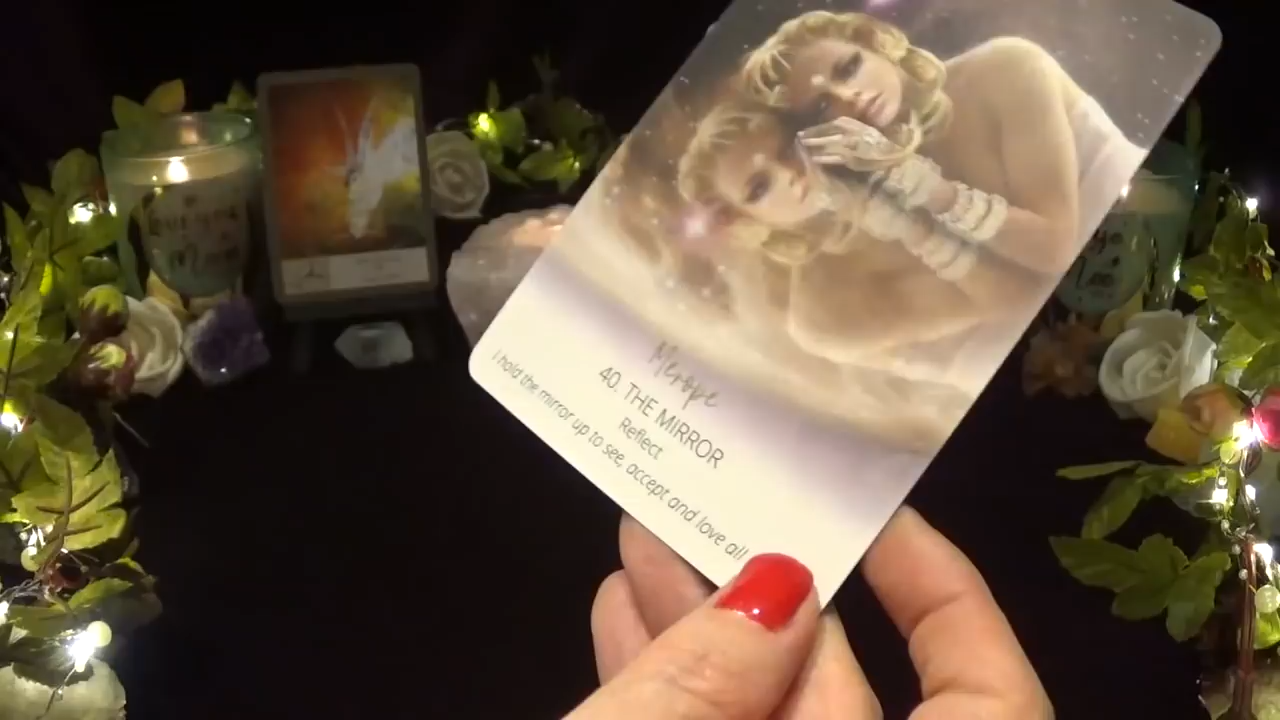 Merope
40. THE MIRROR
Reflect
I hold the mirror up to see, accept and love all